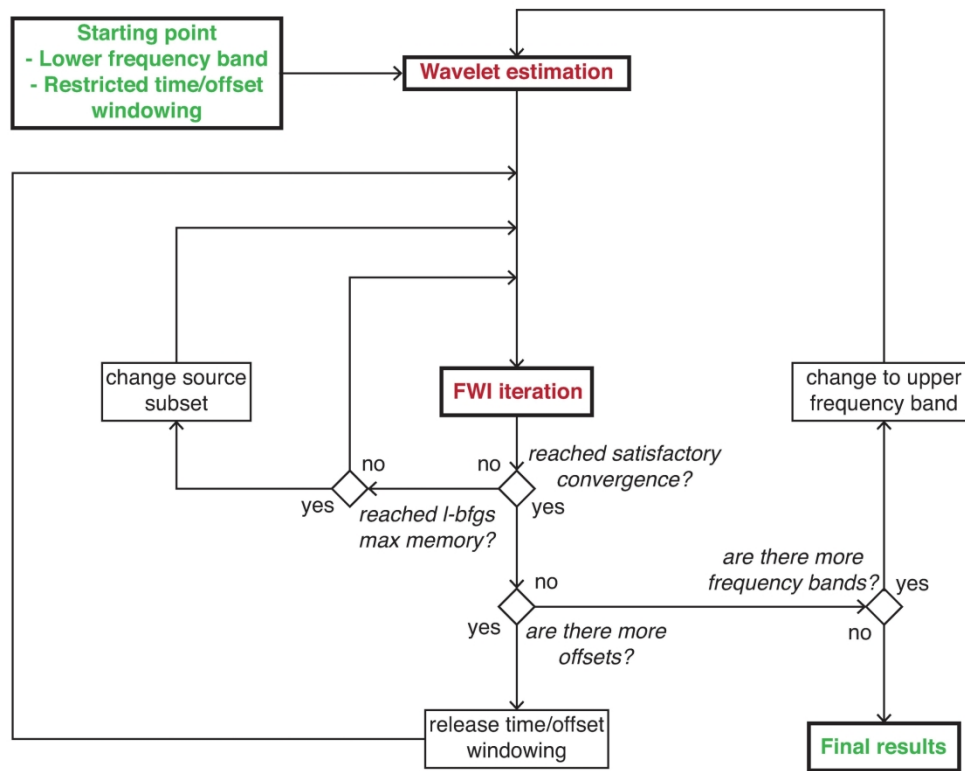 Starting point
- Lower frequency band
- Restricted time/offset
windowing
Wavelet estimation
change source
subset
FWI iteration
change to upper
frequency band
no
no
reached satisfactory
convergence?
yes
yes
reached l-bfgs
max memory?
are there more
frequency bands?
yes
no
no
yes
are there more
offsets?
release time/offset
windowing
Final results